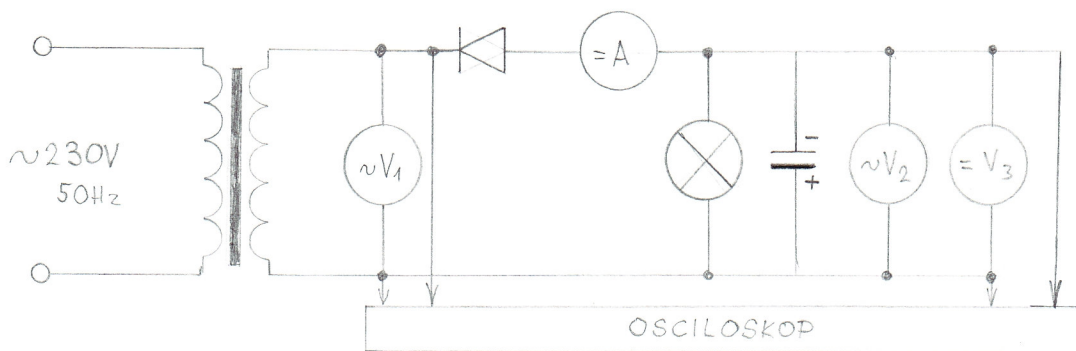 ~230V
50Hz
~V1
=A
-
+
~V2
=V3
OSCILOSKOP